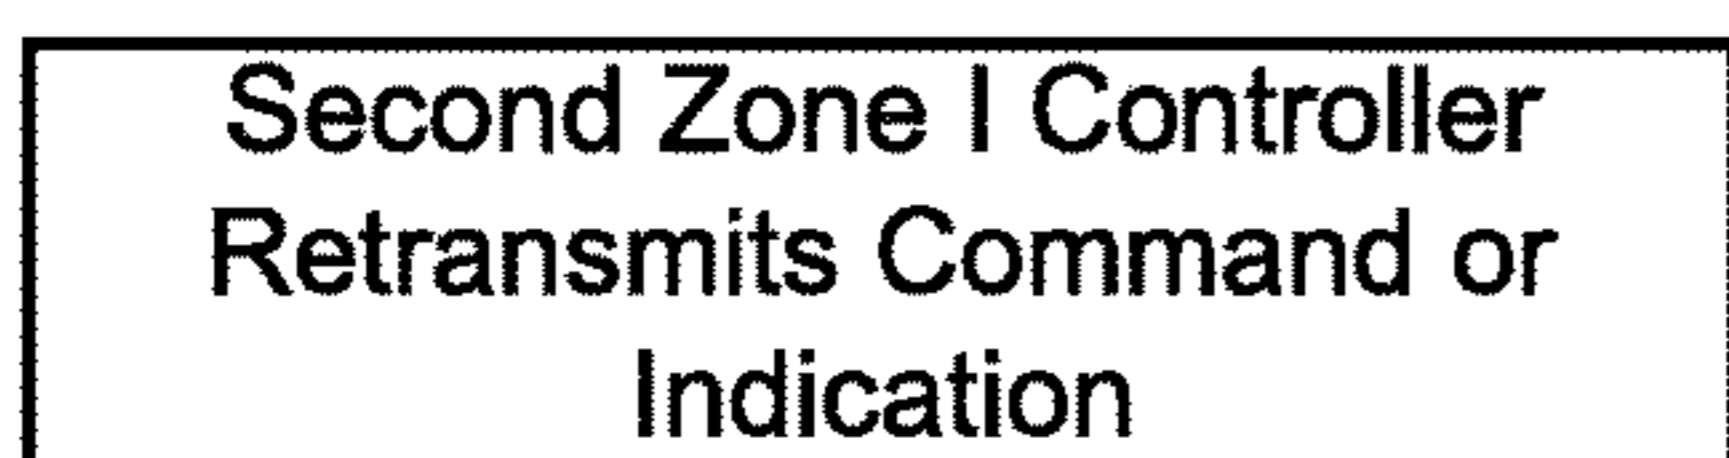 Second Zone I Controller
Retransmits Command or
Indication